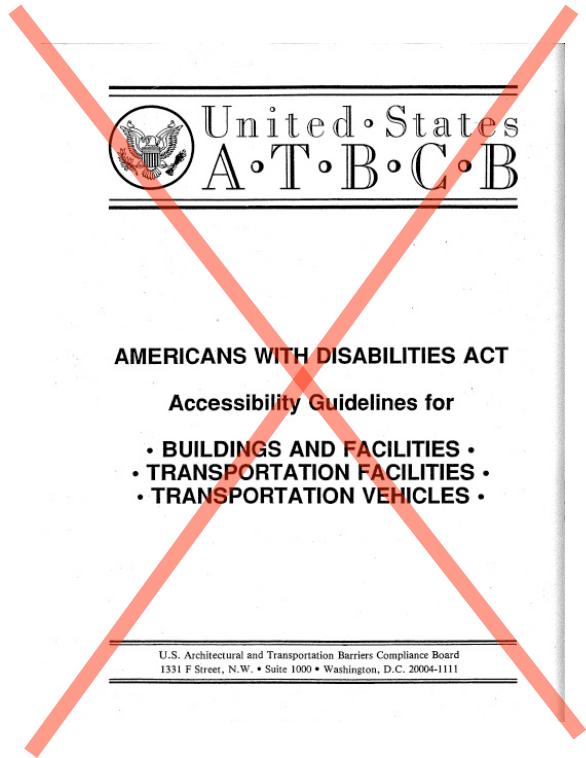 United • States
A • T • B • C • B
AMERICANS WITH DISABILITIES ACT
Accessibility Guidelines for
• BUILDINGS AND FACILITIES •
• TRANSPORTATION FACILITIES •
• TRANSPORTATION VEHICLES •
U.S. Architectural and Transportation Barriers Compliance Board
1331 F Street, N.W. • Suite 1000 • Washington, D.C. 20004-1111